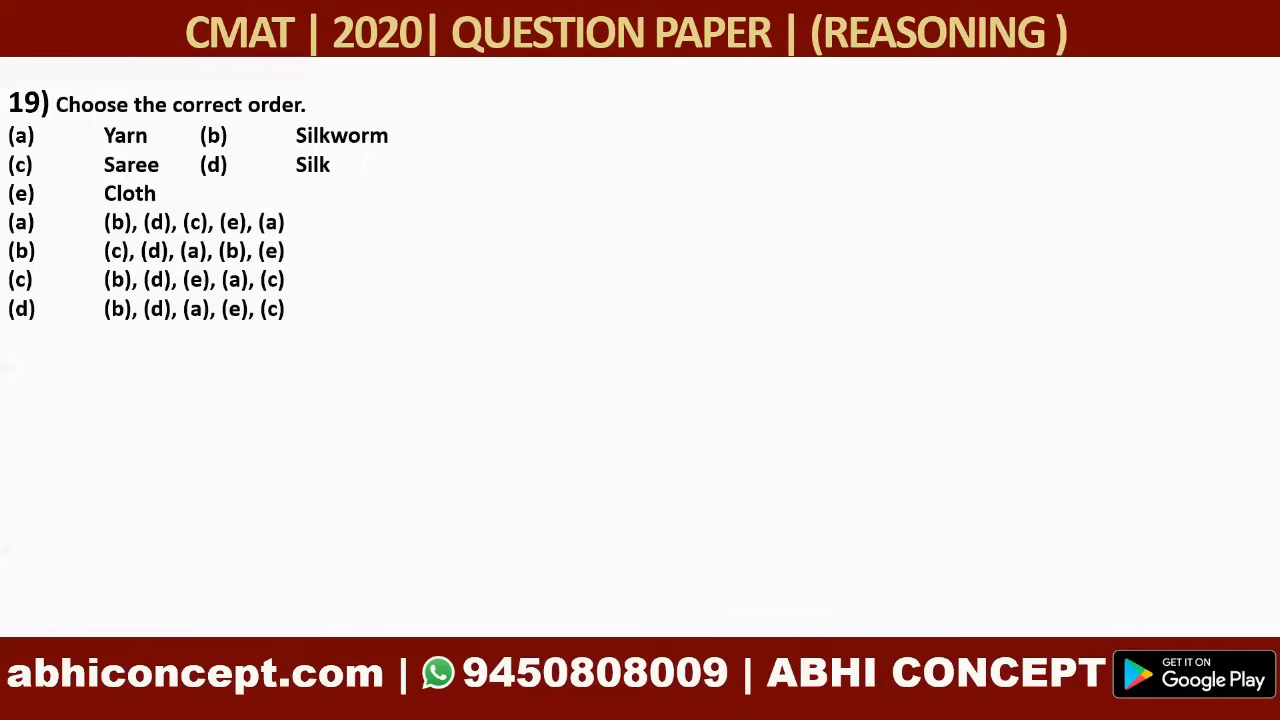 CMAT | 2020| QUESTION PAPER | (REASONING )
19) Choose the correct order.
(a) Yarn (b) Silkworm
(c) Saree (d) Silk
(e) Cloth
(a) (b), (d), (c), (e), (a)
(b) (c), (d), (a), (b), (e)
(c) (b), (d), (e), (a), (c)
(d) (b), (d), (a), (e), (c)
abhiconcept.com | 9450808009 | ABHI CONCEPT
GET IT ON
Google Play